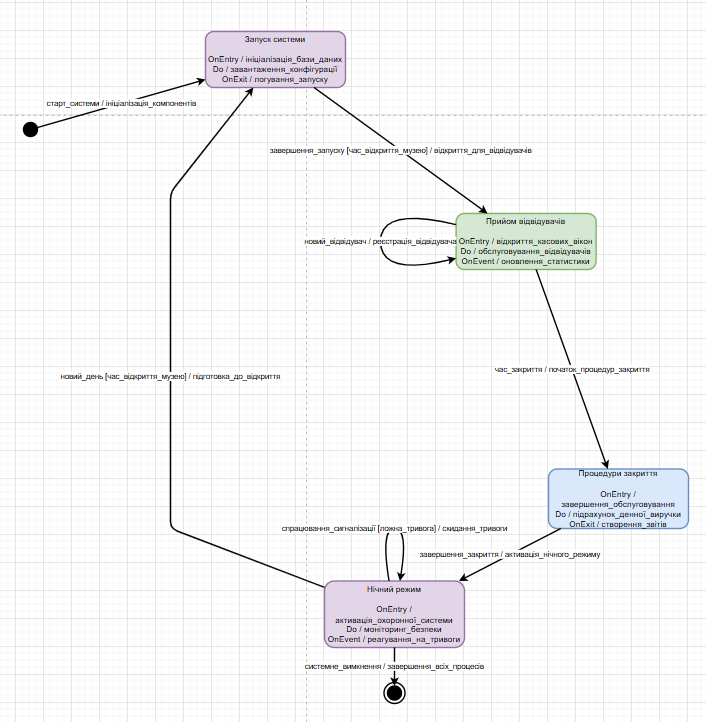 Запуск системи
OnEntry / ініціалізація_бази_даних
Do / завантаження_конфігурації
OnExit / логування_запуску
старт_системи / ініціалізація_компонентів
завершення_запуску [час_відкриття_музею] / відкриття_для_відвідувачів
Прийом відвідувачів
новий_відвідувач / реєстрація_відвідувача
OnEntry / відкриття_касових_вікон
Do / обслуговування_відвідувачів
OnEvent / оновлення_статистики
час_закриття / початок_процедур_закриття
новий_день [час_відкриття_музею] / підготовка_до_відкриття
Процедури закриття
OnEntry /
завершення_обслуговування
Do / підрахунок_денної_виручки
OnExit / створення_звітів
спрацювання_сигналізації [ложна_тривога] / скидання_тривоги
завершення_закриття / активація_нічного_режиму
Нічний режим
OnEntry /
активація_охоронної_системи
Do / моніторинг_безпеки
OnEvent / реагування_на_тривоги
системне_вимкнення / завершення_всіх_процесів